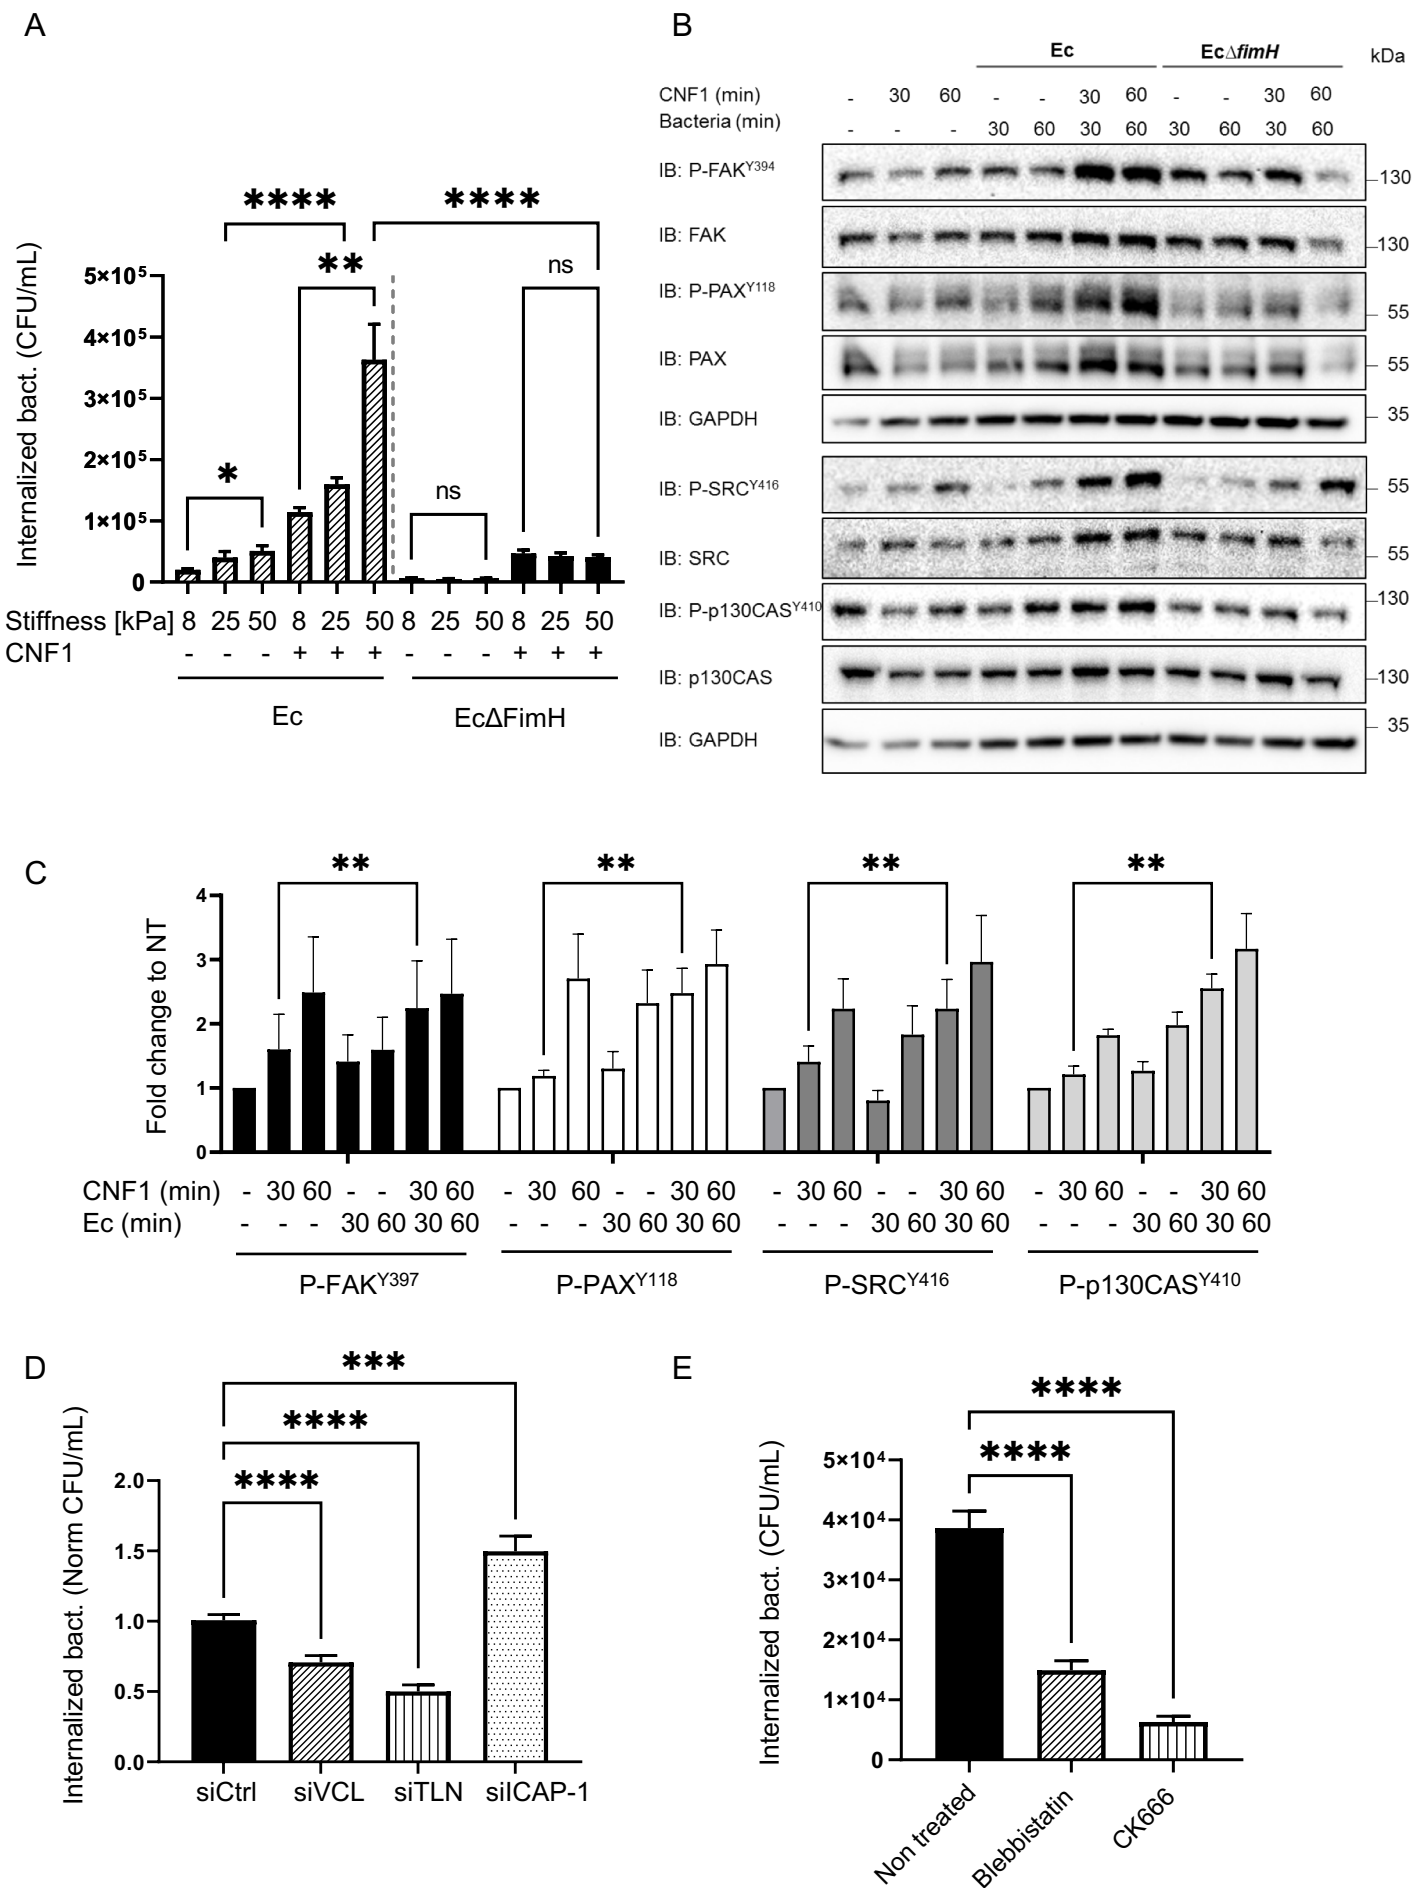 A
Internalized bact. (CFU/mL)
5×10⁵
4×10⁵
3×10⁵
2×10⁵
1×10⁵
0
✱✱✱✱
✱✱✱✱
✱✱
ns
✱
ns
Stiffness [kPa] 8 25 50 8 25 50 8 25 50 8 25 50
CNF1 - - - + + + - - - + + +
Ec EcΔFimH
B
Ec EcΔfimH kDa
CNF1 (min) - 30 60 - - 30 60 - - 30 60
Bacteria (min) - - - 30 60 30 60 30 60 30 60
IB: P-FAKʸ³⁹⁴ 130
IB: FAK 130
IB: P-PAXʸ¹¹⁸ 55
IB: PAX 55
IB: GAPDH 35
IB: P-SRCʸ⁴¹⁶ 55
IB: SRC 55
IB: P-p130CASʸ⁴¹⁰ 130
IB: p130CAS 130
IB: GAPDH 35
C
Fold change to NT
4
3
2
1
0
✱✱ ✱✱ ✱✱ ✱✱
CNF1 (min) - 30 60 - - 30 60 - 30 60 - - 30 60 - 30 60 - - 30 60 - 30 60 - - 30 60
Ec (min) - - - 30 60 30 60 - - - 30 60 30 60 - - - 30 60 30 60 - - - 30 60 30 60
P-FAKʸ³⁹⁷ P-PAXʸ¹¹⁸ P-SRCʸ⁴¹⁶ P-p130CASʸ⁴¹⁰
D
Internalized bact. (Norm CFU/mL)
2.0
1.5
1.0
0.5
0.0
✱✱✱
✱✱✱✱
✱✱✱✱
siCtrl siVCL siTLN siICAP-1
E
Internalized bact. (CFU/mL)
5×10⁴
4×10⁴
3×10⁴
2×10⁴
1×10⁴
0
✱✱✱✱
✱✱✱✱
Non treated
Blebbistatin
CK666